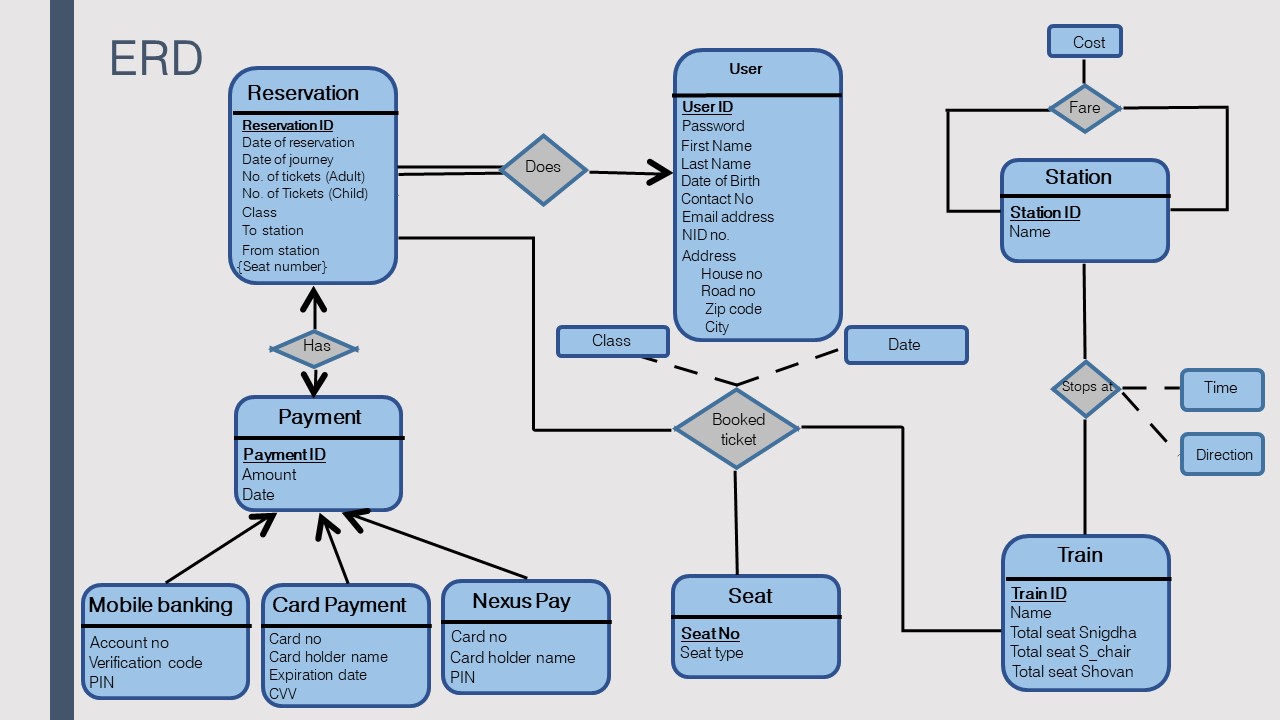 ERD
Reservation
Reservation ID
Date of reservation
Date of journey
No. of tickets (Adult)
No. of Tickets (Child)
Class
To station
From station
{Seat number}
Does
User
User ID
Password
First Name
Last Name
Date of Birth
Contact No
Email address
NID no.
Address
House no
Road no
Zip code
City
Cost
Fare
Station
Station ID
Name
Has
Payment
Payment ID
Amount
Date
Class
Date
Booked
ticket
Stops at
Time
Direction
Mobile banking
Account no
Verification code
PIN
Card Payment
Card no
Card holder name
Expiration date
CVV
Nexus Pay
Card no
Card holder name
PIN
Seat
Seat No
Seat type
Train
Train ID
Name
Total seat Snigdha
Total seat S_chair
Total seat Shovan